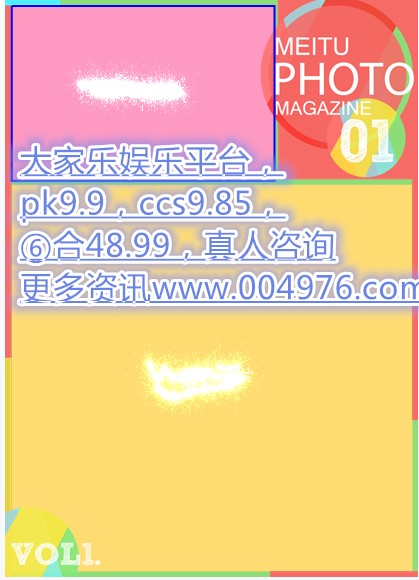 MEITU
PHOTO
MAGAZINE
01
大家乐娱乐平台，
pk9.9，ccs9.85，
⑥合48.99，真人咨询
更多资讯www.004976.com
VOL1.